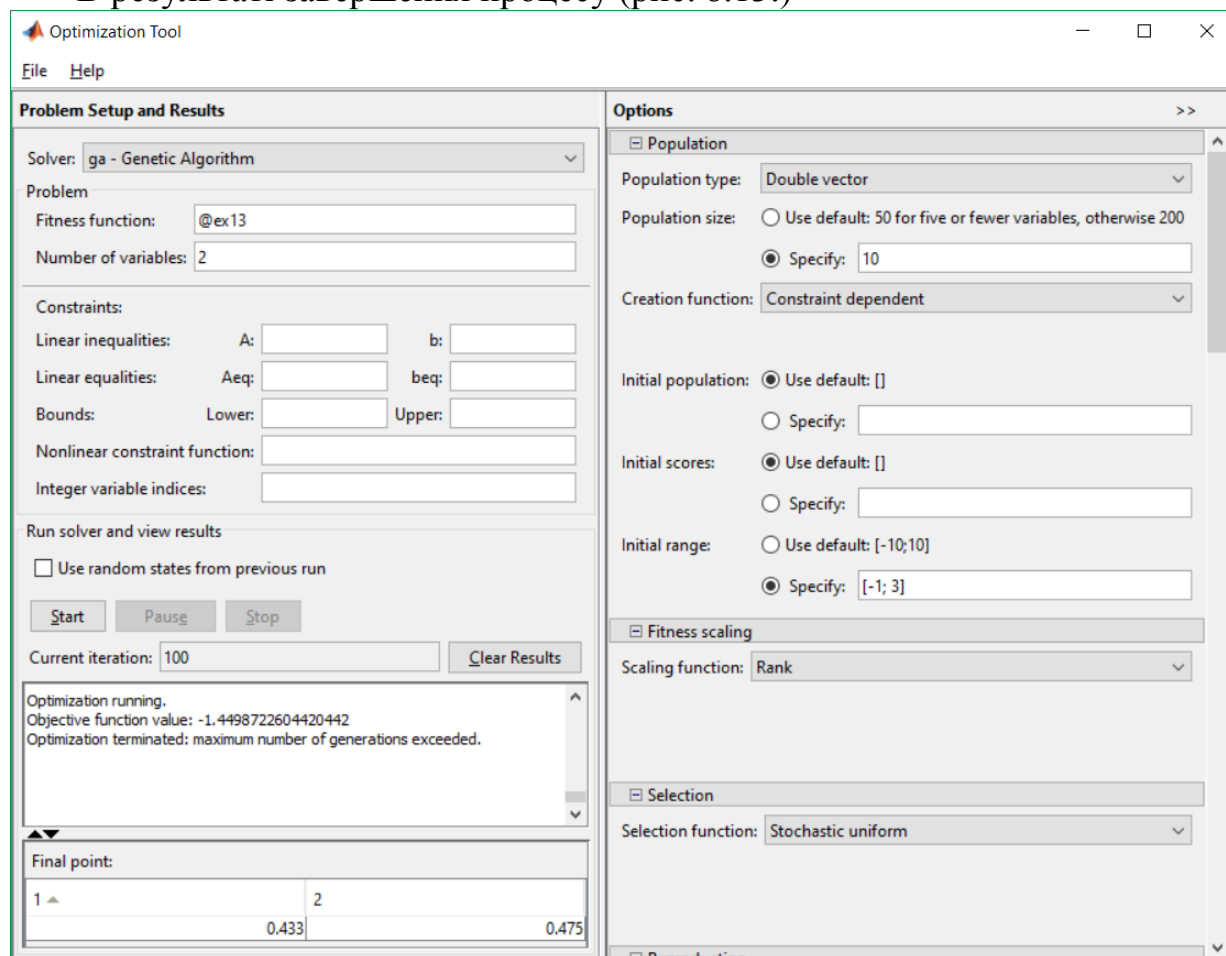 В результаті завершення процесу (рис. 8.13.)
Optimization Tool
File Help
Problem Setup and Results
Solver: ga - Genetic Algorithm
Problem
Fitness function: @ex13
Number of variables: 2
Constraints:
Linear inequalities: A: b:
Linear equalities: Aeq: beq:
Bounds: Lower: Upper:
Nonlinear constraint function:
Integer variable indices:
Run solver and view results
Use random states from previous run
Start Pause Stop
Current iteration: 100 Clear Results
Optimization running.
Objective function value: -1.4498722604420442
Optimization terminated: maximum number of generations exceeded.
Final point:
1 2
0.433 0.475
Options >>
Population
Population type: Double vector
Population size: Use default: 50 for five or fewer variables, otherwise 200
Specify: 10
Creation function: Constraint dependent
Initial population: Use default: []
Specify:
Initial scores: Use default: []
Specify:
Initial range: Use default: [-10;10]
Specify: [-1; 3]
Fitness scaling
Scaling function: Rank
Selection
Selection function: Stochastic uniform